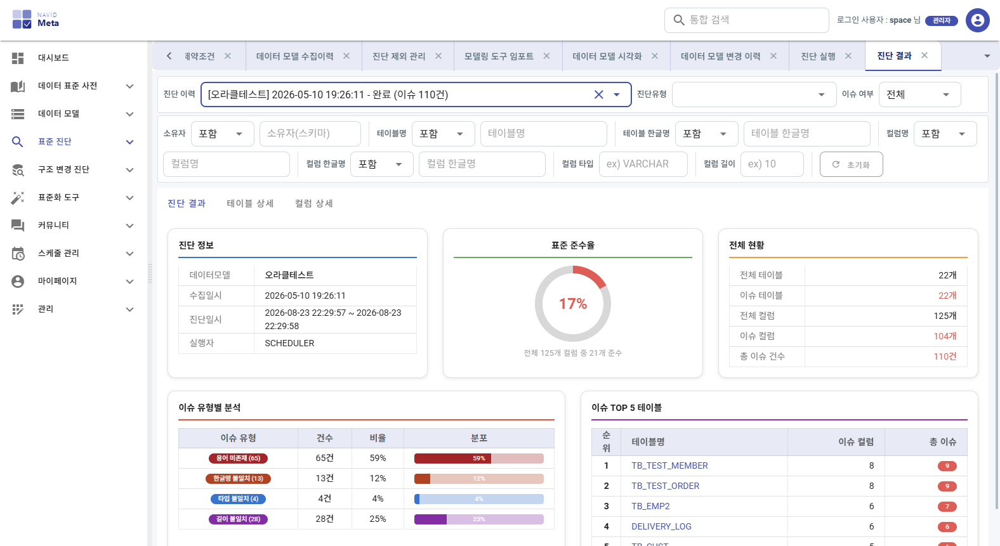 NAVID
Meta
통합 검색
로그인 사용자 : space 님
관리자
대시보드
데이터 표준 사전
데이터 모델
표준 진단
구조 변경 진단
표준화 도구
커뮤니티
스케줄 관리
마이페이지
관리
제약조건
데이터 모델 수집이력
진단 제외 관리
모델링 도구 임포트
데이터 모델 시각화
데이터 모델 변경 이력
진단 실행
진단 결과
진단 이력
[오라클테스트] 2026-05-10 19:26:11 - 완료 (이슈 110건)
진단유형
이슈 여부
전체
소유자
포함
소유자(스키마)
테이블명
포함
테이블명
테이블 한글명
포함
테이블 한글명
컬럼명
포함
컬럼명
컬럼 한글명
포함
컬럼 한글명
컬럼 타입
ex) VARCHAR
컬럼 길이
ex) 10
초기화
진단 결과
테이블 상세
컬럼 상세
진단 정보
데이터모델 오라클테스트
수집일시 2026-05-10 19:26:11
진단일시 2026-08-23 22:29:57 ~ 2026-08-23
22:29:58
실행자 SCHEDULER
표준 준수율
17%
전체 125개 컬럼 중 21개 준수
전체 현황
전체 테이블 22개
이슈 테이블 22개
전체 컬럼 125개
이슈 컬럼 104개
총 이슈 건수 110건
이슈 유형별 분석
이슈 유형 건수 비율 분포
용어 미존재 (65) 65건 59% 59%
한글명 불일치 (13) 13건 12% 12%
타입 불일치 (4) 4건 4% 4%
길이 불일치 (28) 28건 25% 25%
이슈 TOP 5 테이블
순
위
테이블명 이슈 컬럼 총 이슈
1 TB_TEST_MEMBER 8 9
2 TB_TEST_ORDER 8 9
3 TB_EMP2 6 7
4 DELIVERY_LOG 6 6